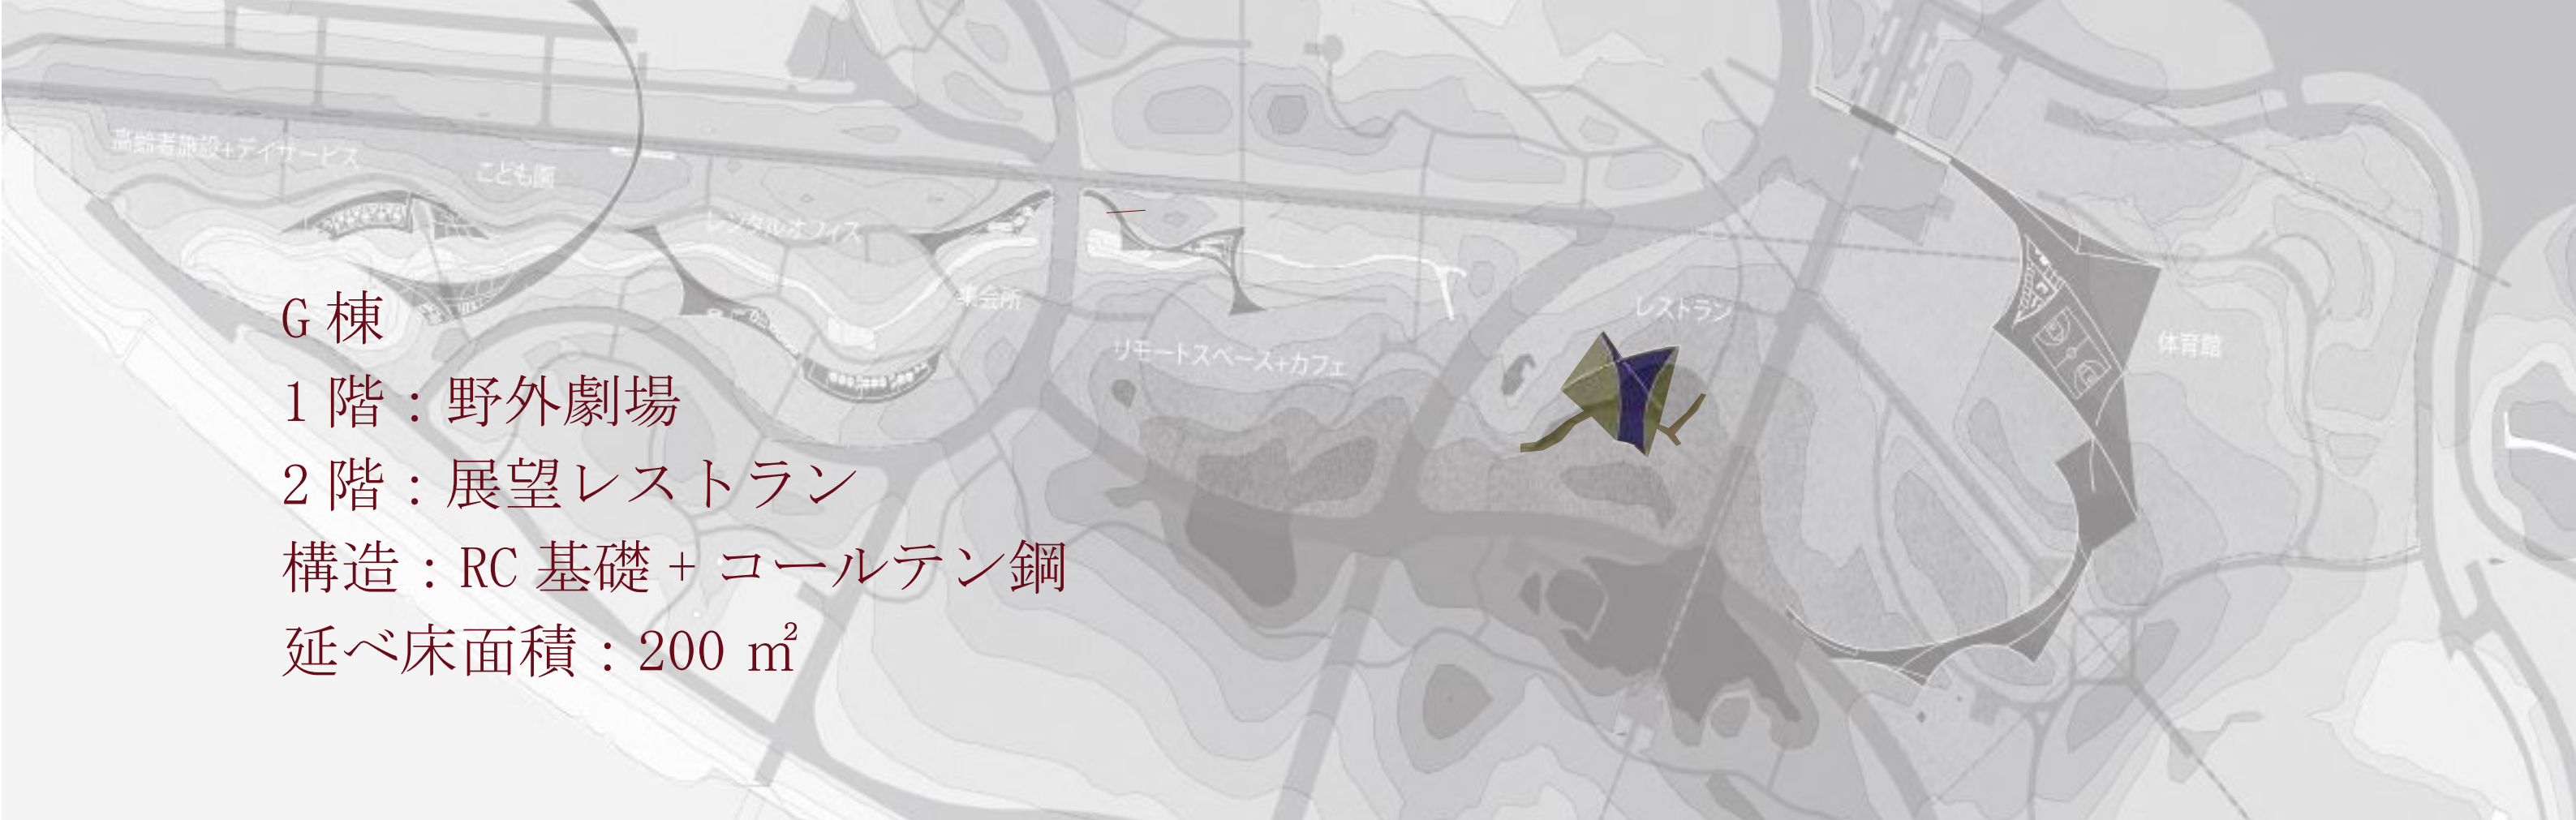 高齢者施設+デイサービス
こども園
レンタルオフィス
集会所
リモートスペース+カフェ
レストラン
体育館
G 棟
1 階：野外劇場
2 階：展望レストラン
構造：RC 基礎 + コールテン鋼
延べ床面積：200 ㎡